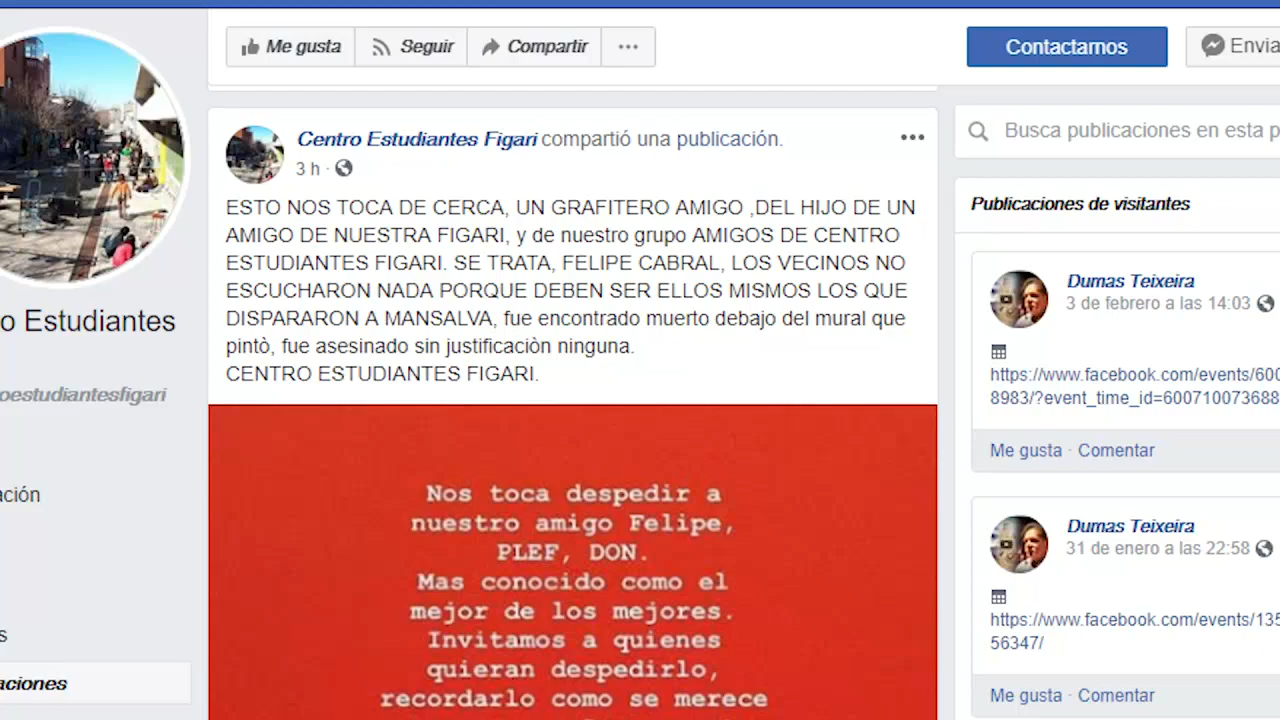 Me gusta
Seguir
Compartir
Contactarnos
Centro Estudiantes Figari compartió una publicación.
3 h ·
ESTO NOS TOCA DE CERCA, UN GRAFITERO AMIGO ,DEL HIJO DE UN
AMIGO DE NUESTRA FIGARI, y de nuestro grupo AMIGOS DE CENTRO
ESTUDIANTES FIGARI. SE TRATA, FELIPE CABRAL, LOS VECINOS NO
ESCUCHARON NADA PORQUE DEBEN SER ELLOS MISMOS LOS QUE
DISPARARON A MANSALVA, fue encontrado muerto debajo del mural que
pintò, fue asesinado sin justificaciòn ninguna.
CENTRO ESTUDIANTES FIGARI.
Nos toca despedir a
nuestro amigo Felipe,
PLEF, DON.
Mas conocido como el
mejor de los mejores.
Invitamos a quienes
quieran despedirlo,
recordarlo como se merece
o Estudiantes
oestudiantesfigari
ación
s
aciones
Envia
Busca publicaciones en esta p
Publicaciones de visitantes
Dumas Teixeira
3 de febrero a las 14:03
https://www.facebook.com/events/600
8983/?event_time_id=600710073688
Me gusta · Comentar
Dumas Teixeira
31 de enero a las 22:58
https://www.facebook.com/events/135
56347/
Me gusta · Comentar